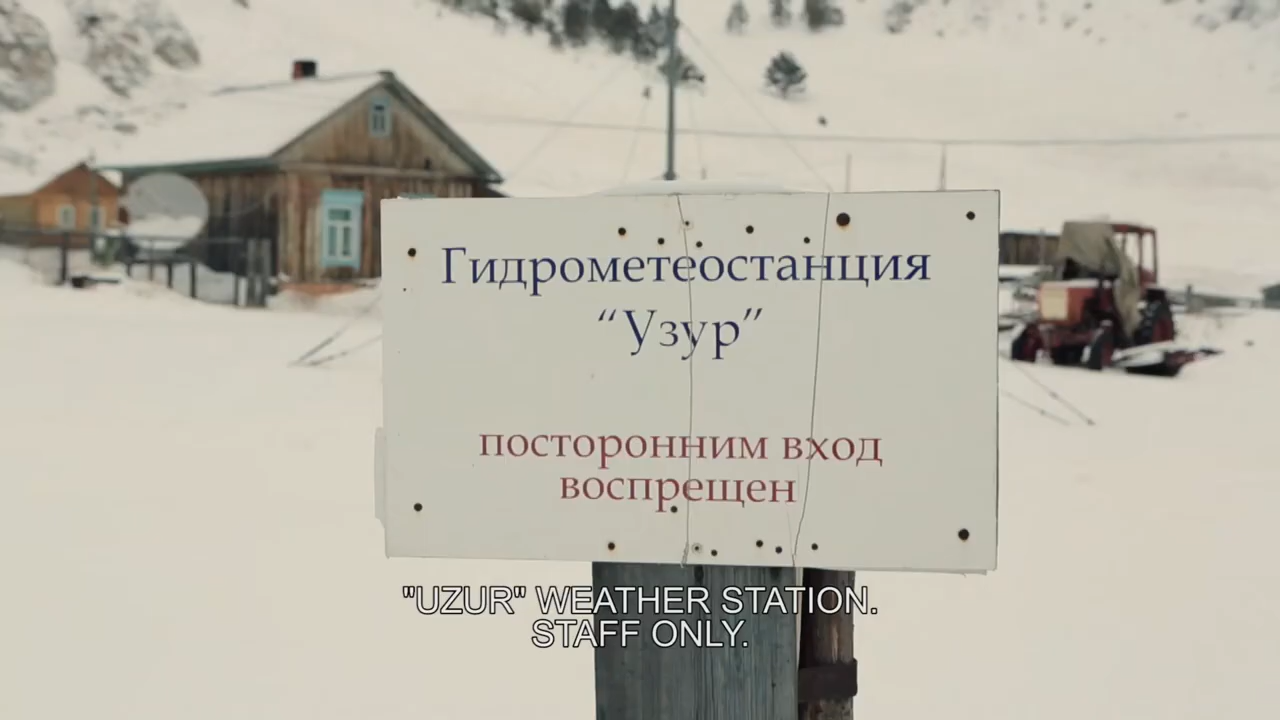 Гидрометеостанция
“Узур”
посторонним вход
воспрещен
"UZUR" WEATHER STATION.
STAFF ONLY.